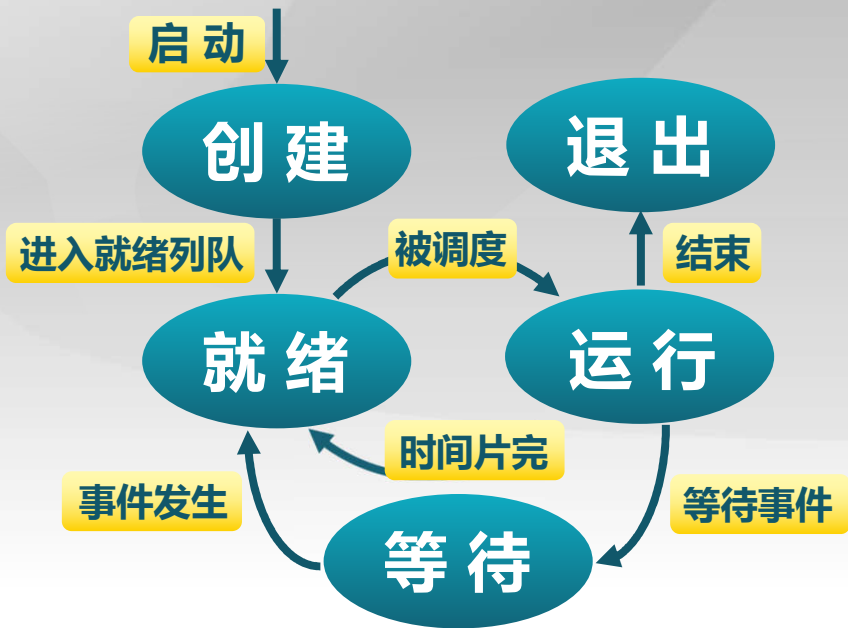 启 动
创 建
退 出
进入就绪列队
被调度
结束
就 绪
运 行
时间片完
事件发生
等待事件
等 待